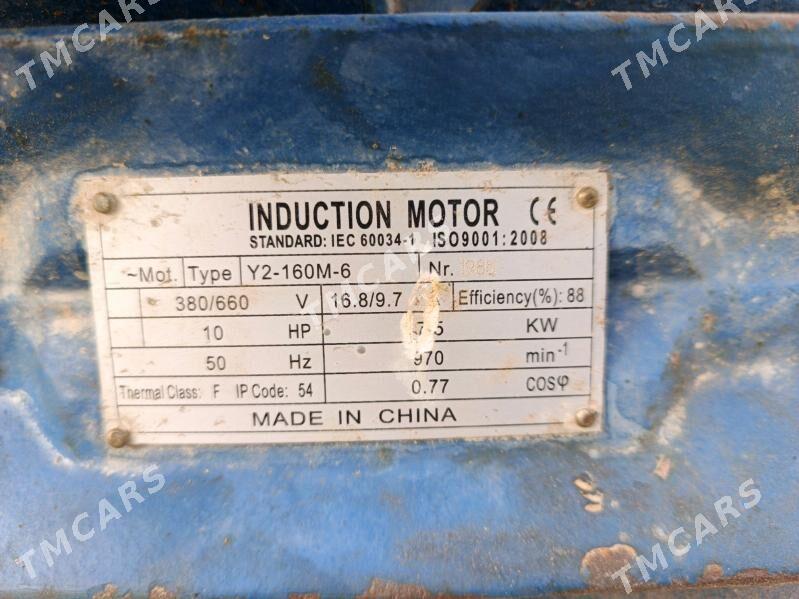 TMCARS
TMCARS
INDUCTION MOTOR CE
STANDARD: IEC 60034-1 ISO9001:2008
~Mot. Type Y2-160M-6 Nr.
380/660 V 16.8/9.7 Efficiency(%): 88
10 HP 7.5 KW
50 Hz 970 min-1
Thermal Class: F IP Code: 54 0.77 cosφ
MADE IN CHINA
TMCARS
TMCARS
TMCARS